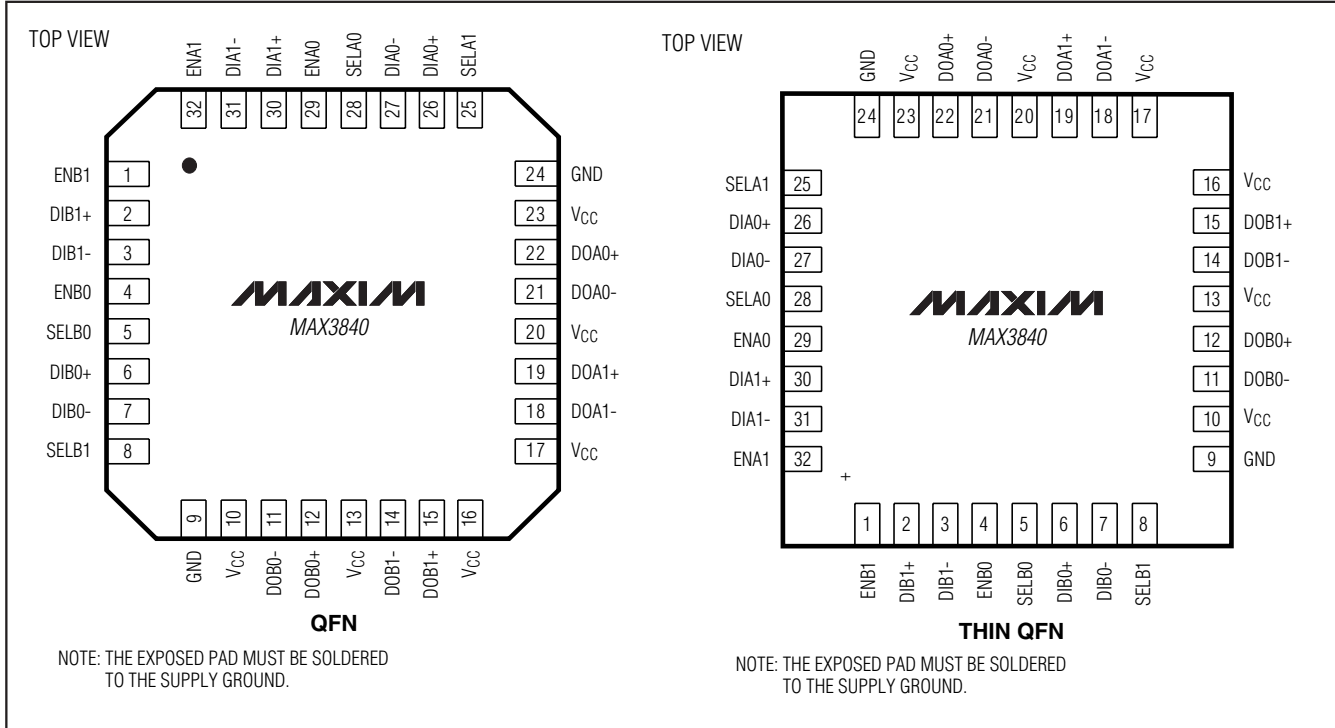 TOP VIEW
ENA1 DIA1- DIA1+ ENA0 SELA0 DIA0- DIA0+ SELA1
32 31 30 29 28 27 26 25
ENB1 1
DIB1+ 2
DIB1- 3
ENB0 4
SELB0 5
DIB0+ 6
DIB0- 7
SELB1 8
24 GND
23 VCC
22 DOA0+
21 DOA0-
20 VCC
19 DOA1+
18 DOA1-
17 VCC
MAXIM
MAX3840
9 10 11 12 13 14 15 16
GND VCC DOB0- DOB0+ VCC DOB1- DOB1+ VCC
QFN
NOTE: THE EXPOSED PAD MUST BE SOLDERED
TO THE SUPPLY GROUND.
TOP VIEW
GND VCC DOA0+ DOA0- VCC DOA1+ DOA1- VCC
24 23 22 21 20 19 18 17
SELA1 25
DIA0+ 26
DIA0- 27
SELA0 28
ENA0 29
DIA1+ 30
DIA1- 31
ENA1 32
16 VCC
15 DOB1+
14 DOB1-
13 VCC
12 DOB0+
11 DOB0-
10 VCC
9 GND
MAXIM
MAX3840
+
1 2 3 4 5 6 7 8
ENB1 DIB1+ DIB1- ENB0 SELB0 DIB0+ DIB0- SELB1
THIN QFN
NOTE: THE EXPOSED PAD MUST BE SOLDERED
TO THE SUPPLY GROUND.